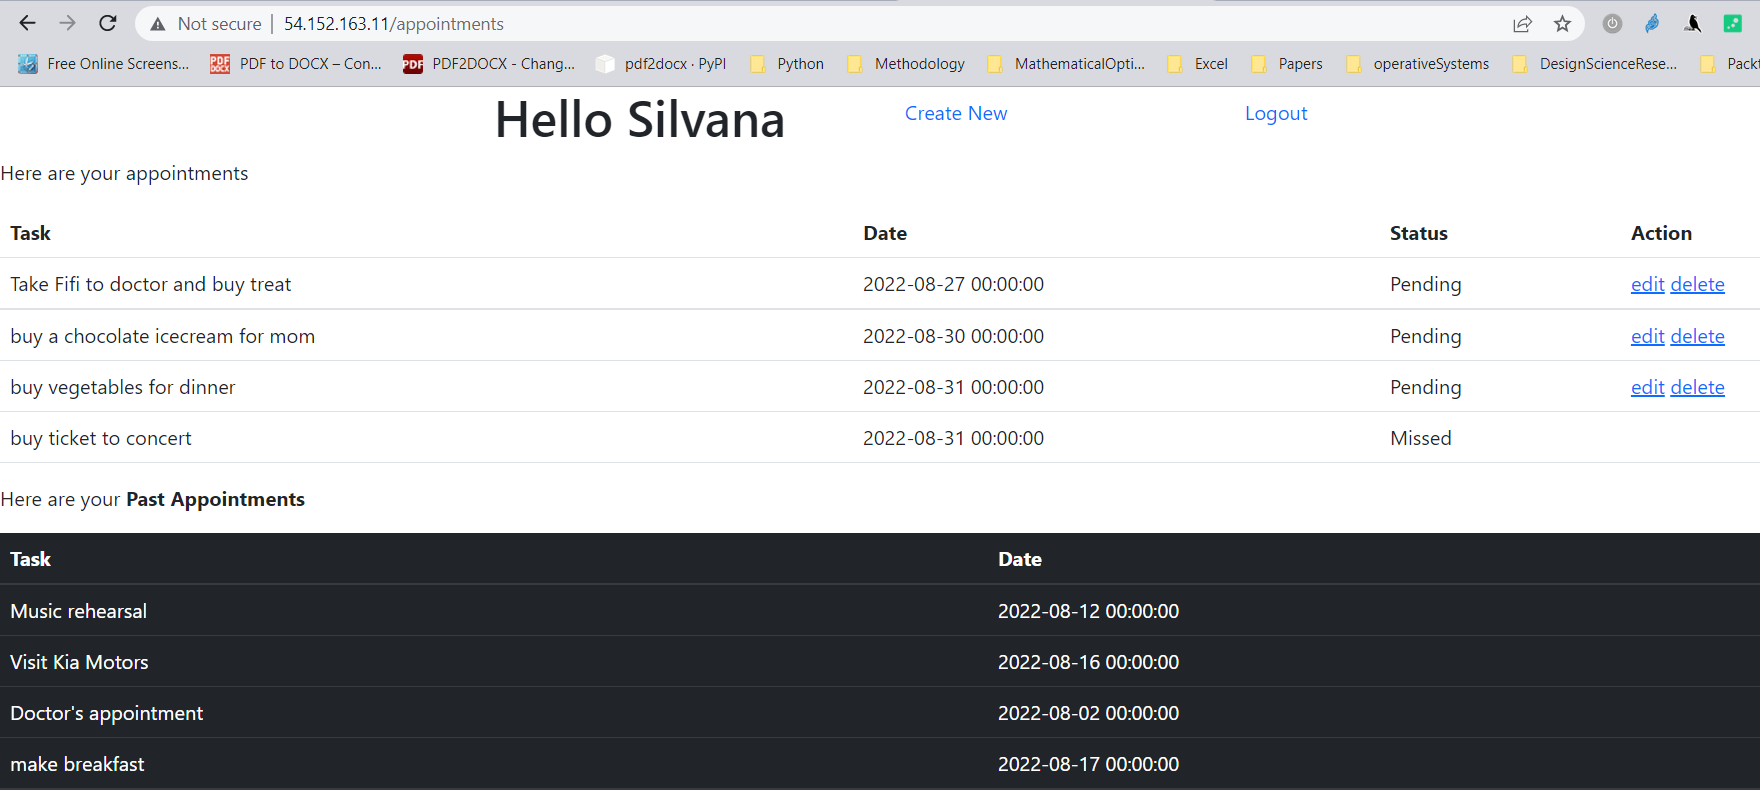 Not secure | 54.152.163.11/appointments
Free Online Screens... PDF to DOCX – Con... PDF2DOCX - Chang... pdf2docx · PyPI Python Methodology MathematicalOpti... Excel Papers operativeSystems DesignScienceRese... Packt
Hello Silvana Create New Logout
Here are your appointments
Task Date Status Action
Take Fifi to doctor and buy treat 2022-08-27 00:00:00 Pending edit delete
buy a chocolate icecream for mom 2022-08-30 00:00:00 Pending edit delete
buy vegetables for dinner 2022-08-31 00:00:00 Pending edit delete
buy ticket to concert 2022-08-31 00:00:00 Missed
Here are your Past Appointments
Task Date
Music rehearsal 2022-08-12 00:00:00
Visit Kia Motors 2022-08-16 00:00:00
Doctor's appointment 2022-08-02 00:00:00
make breakfast 2022-08-17 00:00:00